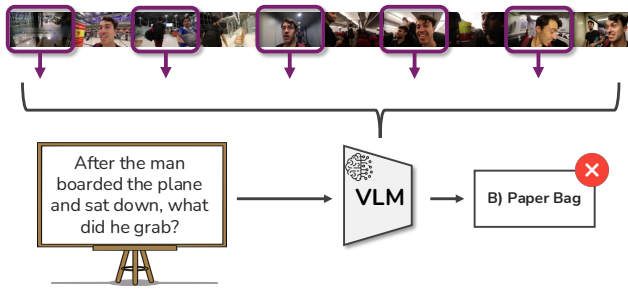 After the man
boarded the plane
and sat down, what
did he grab?
VLM
B) Paper Bag